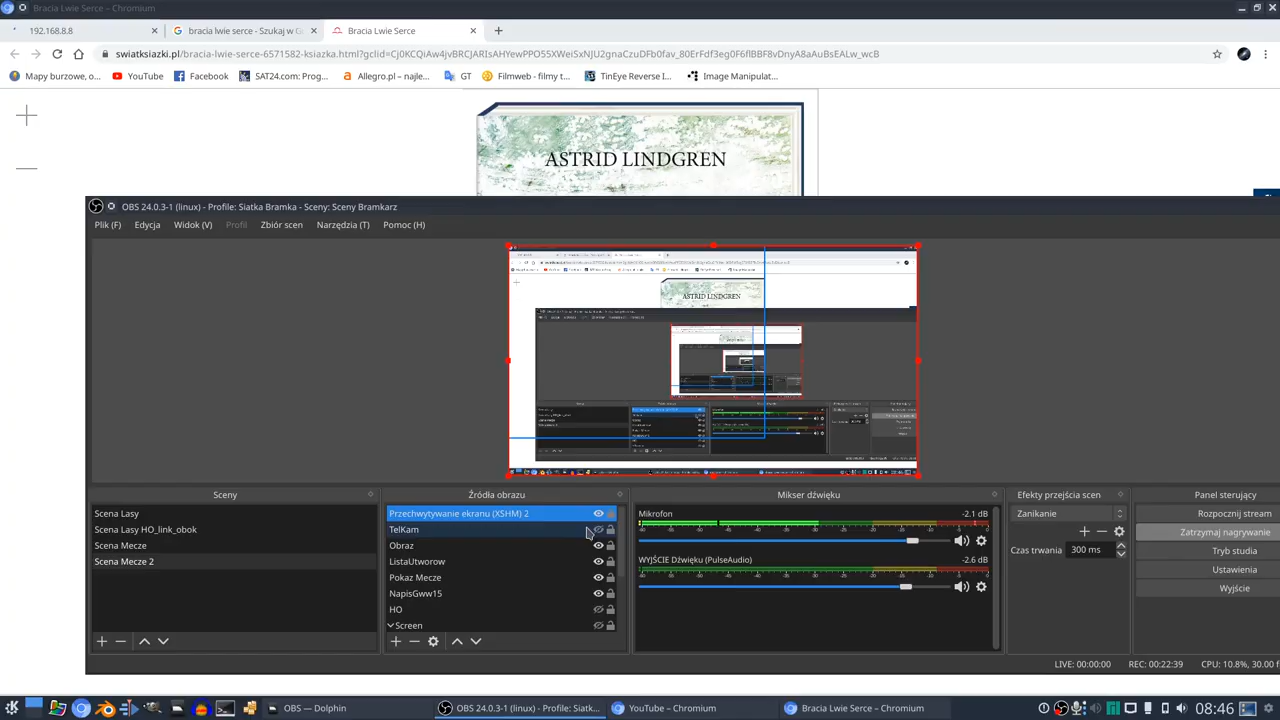 Bracia Lwie Serce – Chromium
192.168.8.8
bracia lwie serce - Szukaj w Go
Bracia Lwie Serce
swiatksiazki.pl/bracia-lwie-serce-6571582-ksiazka.html?gclid=
Mapy burzowe, o...
YouTube
Facebook
SAT24.com: Prog...
Allegro.pl – najle...
GT
Filmweb - filmy t...
TinEye Reverse I...
Image Manipulat...
ASTRID LINDGREN
OBS 24.0.3-1 (linux) - Profile: Siatka Bramka - Sceny: Sceny Bramkarz
Plik (F)
Edycja
Widok (V)
Profil
Zbiór scen
Narzędzia (T)
Pomoc (H)
ASTRID LINDGREN
Sceny
Źródła obrazu
Mikser dźwięku
Efekty przejścia scen
Panel sterujący
Scena Lasy
Scena Lasy HO_link_obok
Scena Mecze
Scena Mecze 2
Przechwytywanie ekranu (XSHM) 2
TelKam
Obraz
ListaUtworow
Pokaz Mecze
NapisGww15
HO
Screen
Mikrofon
-2.1 dB
WYJŚCIE Dźwięku (PulseAudio)
-2.6 dB
Zanikanie
Czas trwania
300 ms
Rozpocznij stream
Zatrzymaj nagrywanie
Tryb studia
Ustawienia
Wyjście
LIVE: 00:00:00
REC: 00:22:39
CPU: 10.8%, 30.00 f
OBS — Dolphin
OBS 24.0.3-1 (linux) - Profile: Siatk...
YouTube – Chromium
Bracia Lwie Serce – Chromium
08:46